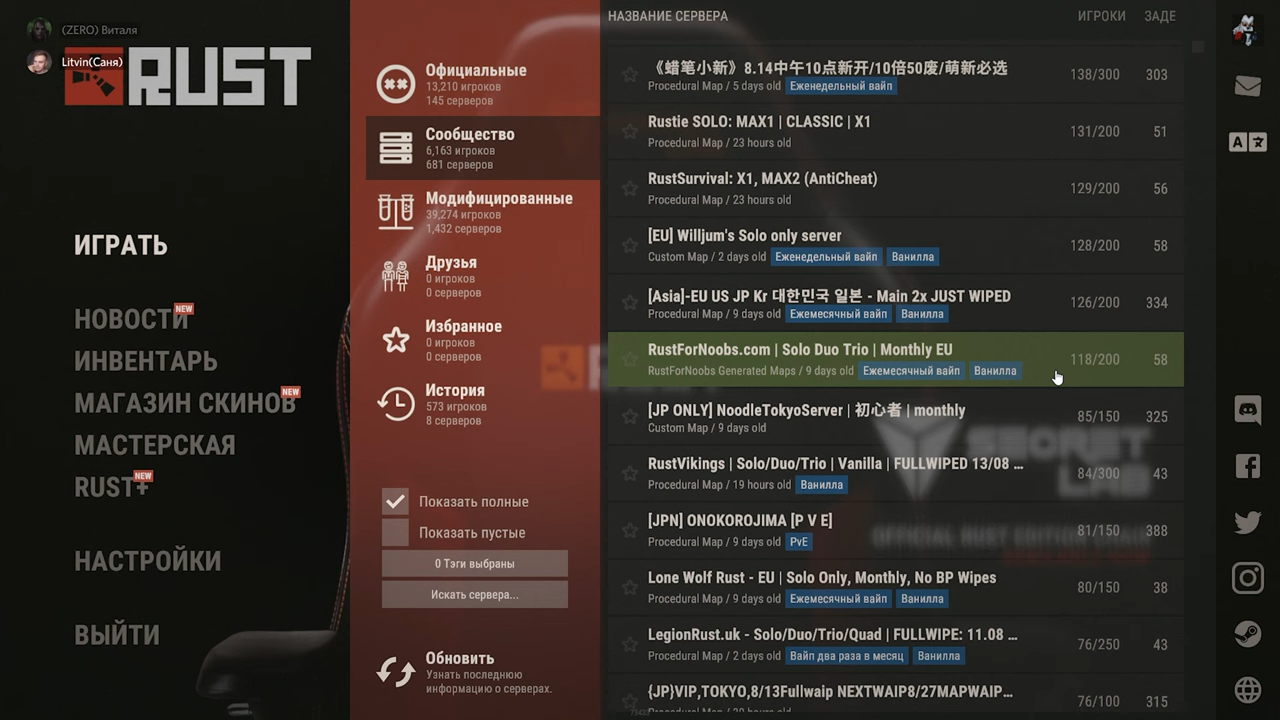 (ZERO) Виталя
Litvin(Саня)
RUST
ИГРАТЬ
НОВОСТИ
NEW
ИНВЕНТАРЬ
МАГАЗИН СКИНОВ
NEW
МАСТЕРСКАЯ
RUST+
NEW
НАСТРОЙКИ
ВЫЙТИ
Официальные
13,210 игроков
145 серверов
Сообщество
6,163 игроков
681 серверов
Модифицированные
39,274 игроков
1,432 серверов
Друзья
0 игроков
0 серверов
Избранное
0 игроков
0 серверов
История
573 игроков
8 серверов
Показать полные
Показать пустые
0 Тэги выбраны
Искать сервера...
Обновить
Узнать последнюю
информацию о серверах.
НАЗВАНИЕ СЕРВЕРА ИГРОКИ ЗАДЕ
《蜡笔小新》8.14中午10点新开/10倍50废/萌新必选 138/300 303
Procedural Map / 5 days old Еженедельный вайп
Rustie SOLO: MAX1 | CLASSIC | X1 131/200 51
Procedural Map / 23 hours old
RustSurvival: X1, MAX2 (AntiCheat) 129/200 56
Procedural Map / 23 hours old
[EU] Willjum's Solo only server 128/200 58
Custom Map / 2 days old Еженедельный вайп Ванилла
[Asia]-EU US JP Kr 대한민국 일본 - Main 2x JUST WIPED 126/200 334
Procedural Map / 9 days old Ежемесячный вайп Ванилла
RustForNoobs.com | Solo Duo Trio | Monthly EU 118/200 58
RustForNoobs Generated Maps / 9 days old Ежемесячный вайп Ванилла
[JP ONLY] NoodleTokyoServer | 初心者 | monthly 85/150 325
Custom Map / 9 days old
RustVikings | Solo/Duo/Trio | Vanilla | FULLWIPED 13/08 ... 84/300 43
Procedural Map / 19 hours old Ванилла
[JPN] ONOKOROJIMA [P V E] 81/150 388
Procedural Map / 9 days old PvE
Lone Wolf Rust - EU | Solo Only, Monthly, No BP Wipes 80/150 38
Procedural Map / 9 days old Ежемесячный вайп Ванилла
LegionRust.uk - Solo/Duo/Trio/Quad | FULLWIPE: 11.08 ... 76/250 43
Procedural Map / 2 days old Вайп два раза в месяц Ванилла
{JP}VIP,TOKYO,8/13Fullwaip NEXTWAIP8/27MAPWAIP... 76/100 315
SECRET
LAB